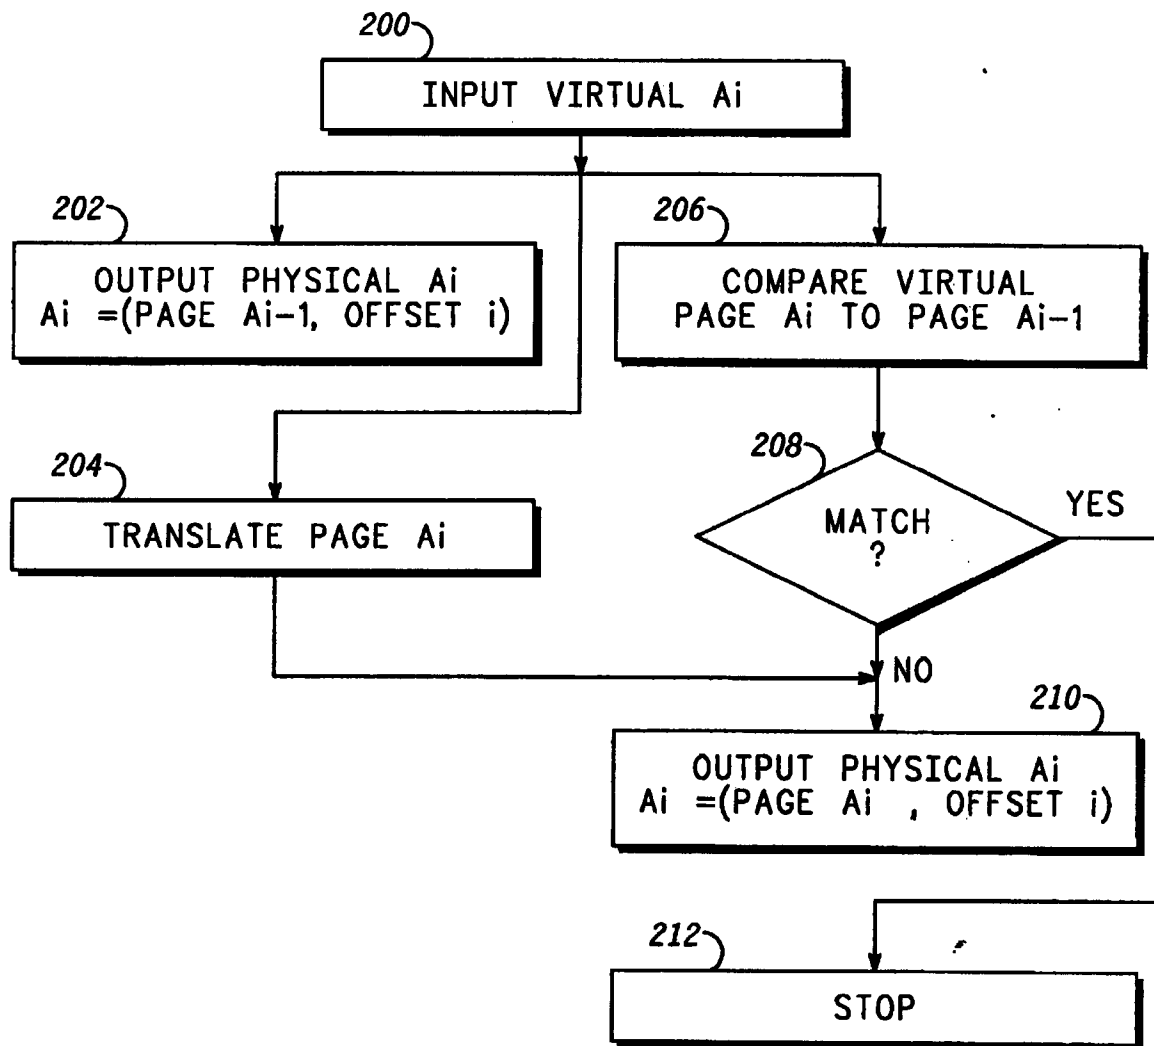 200
INPUT VIRTUAL Ai
202
OUTPUT PHYSICAL Ai
Ai =(PAGE Ai-1, OFFSET i)
206
COMPARE VIRTUAL
PAGE Ai TO PAGE Ai-1
204
TRANSLATE PAGE Ai
208
MATCH
?
YES
NO
210
OUTPUT PHYSICAL Ai
Ai =(PAGE Ai , OFFSET i)
212
STOP